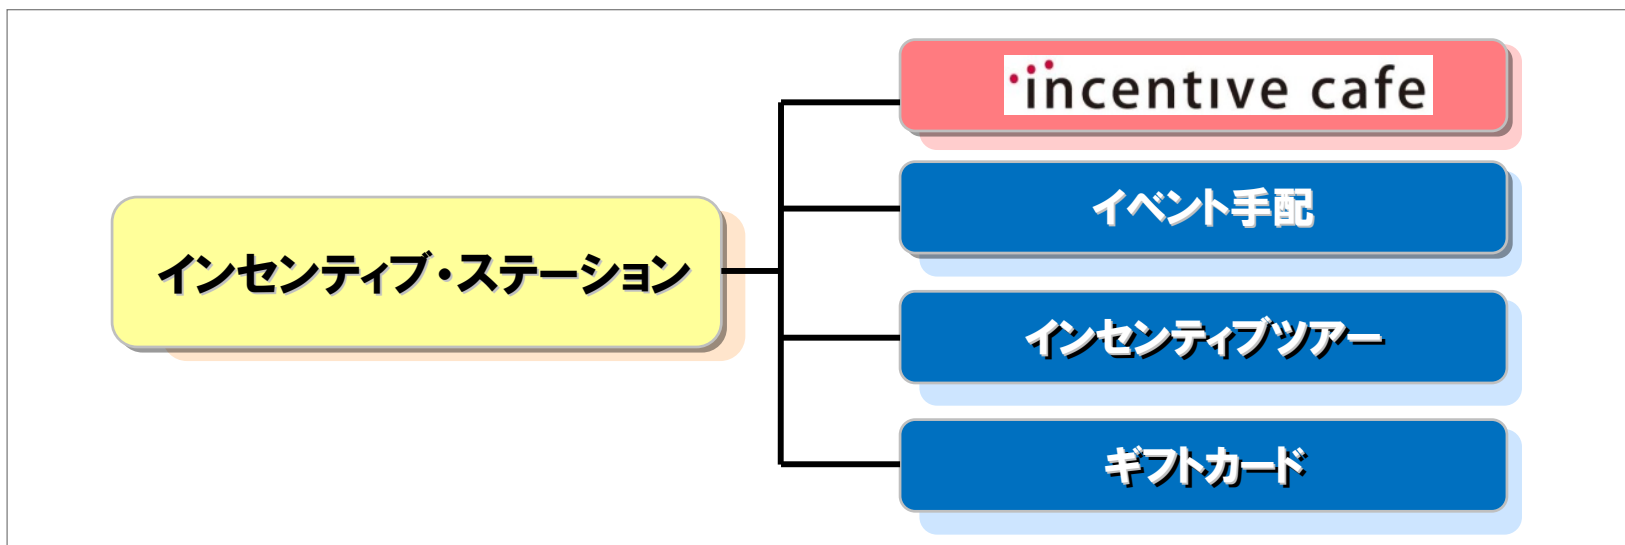 incentive cafe
イベント手配
インセンティブ・ステーション
インセンティブツアー
ギフトカード